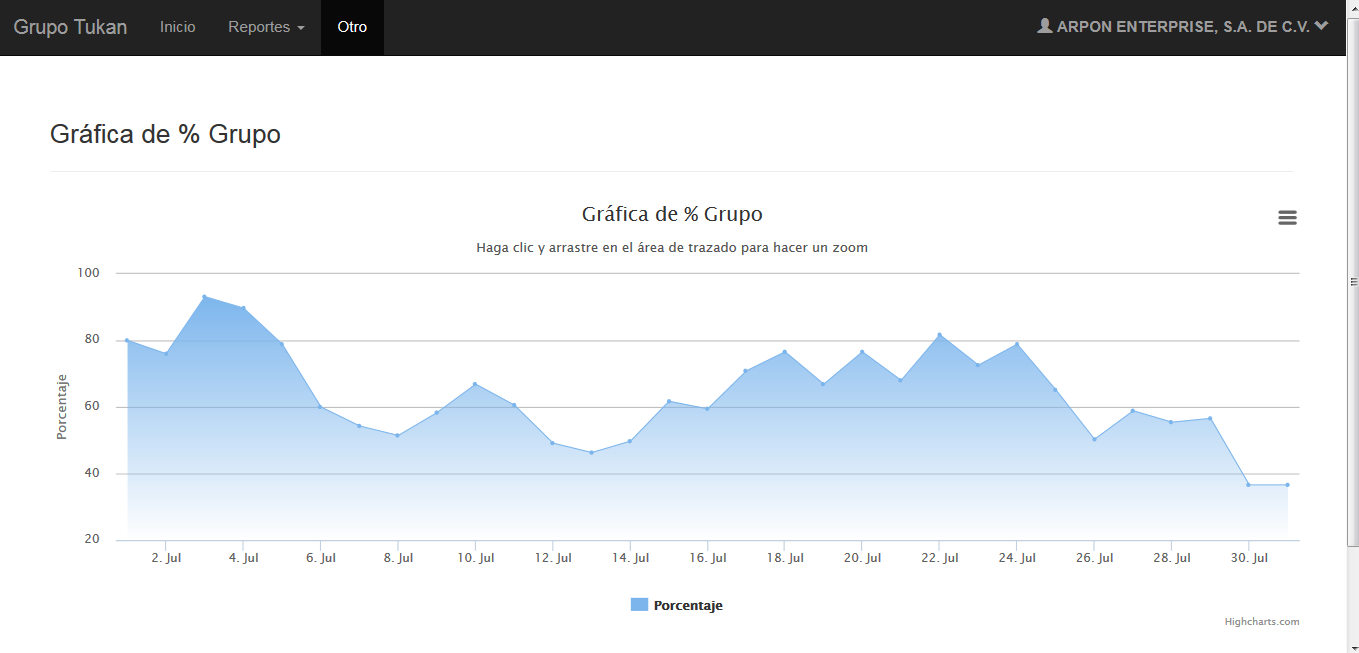 Grupo Tukan Inicio Reportes Otro ARPON ENTERPRISE, S.A. DE C.V.
Gráfica de % Grupo
Gráfica de % Grupo
Haga clic y arrastre en el área de trazado para hacer un zoom
Porcentaje
100
80
60
40
20
2. Jul 4. Jul 6. Jul 8. Jul 10. Jul 12. Jul 14. Jul 16. Jul 18. Jul 20. Jul 22. Jul 24. Jul 26. Jul 28. Jul 30. Jul
Porcentaje
Highcharts.com